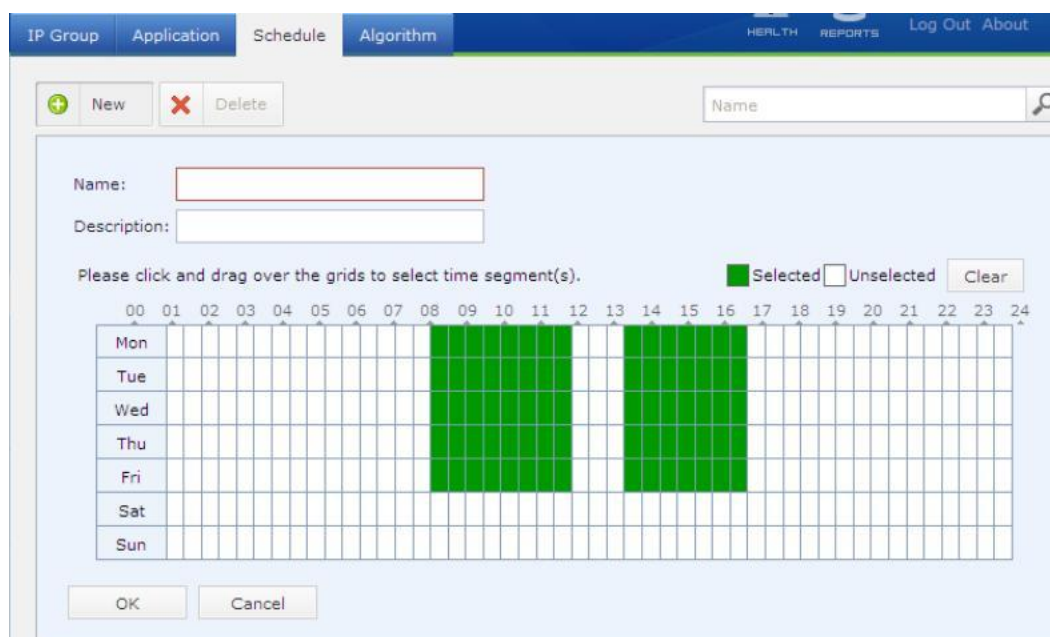 IP Group Application Schedule Algorithm HEALTH REPORTS Log Out About
New Delete Name
Name:
Description:
Please click and drag over the grids to select time segment(s). Selected Unselected Clear
00 01 02 03 04 05 06 07 08 09 10 11 12 13 14 15 16 17 18 19 20 21 22 23 24
Mon
Tue
Wed
Thu
Fri
Sat
Sun
OK Cancel